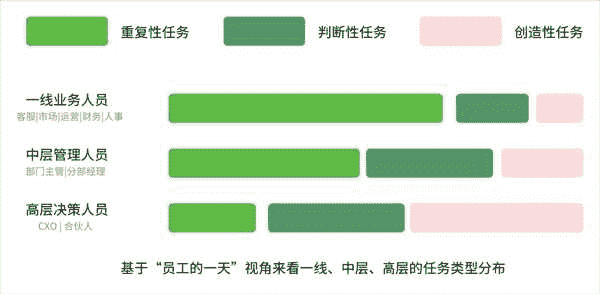 重复性任务 判断性任务 创造性任务
一线业务人员
客服|市场|运营|财务|人事
中层管理人员
部门主管|分部经理
高层决策人员
CXO | 合伙人
基于“员工的一天”视角来看一线、中层、高层的任务类型分布